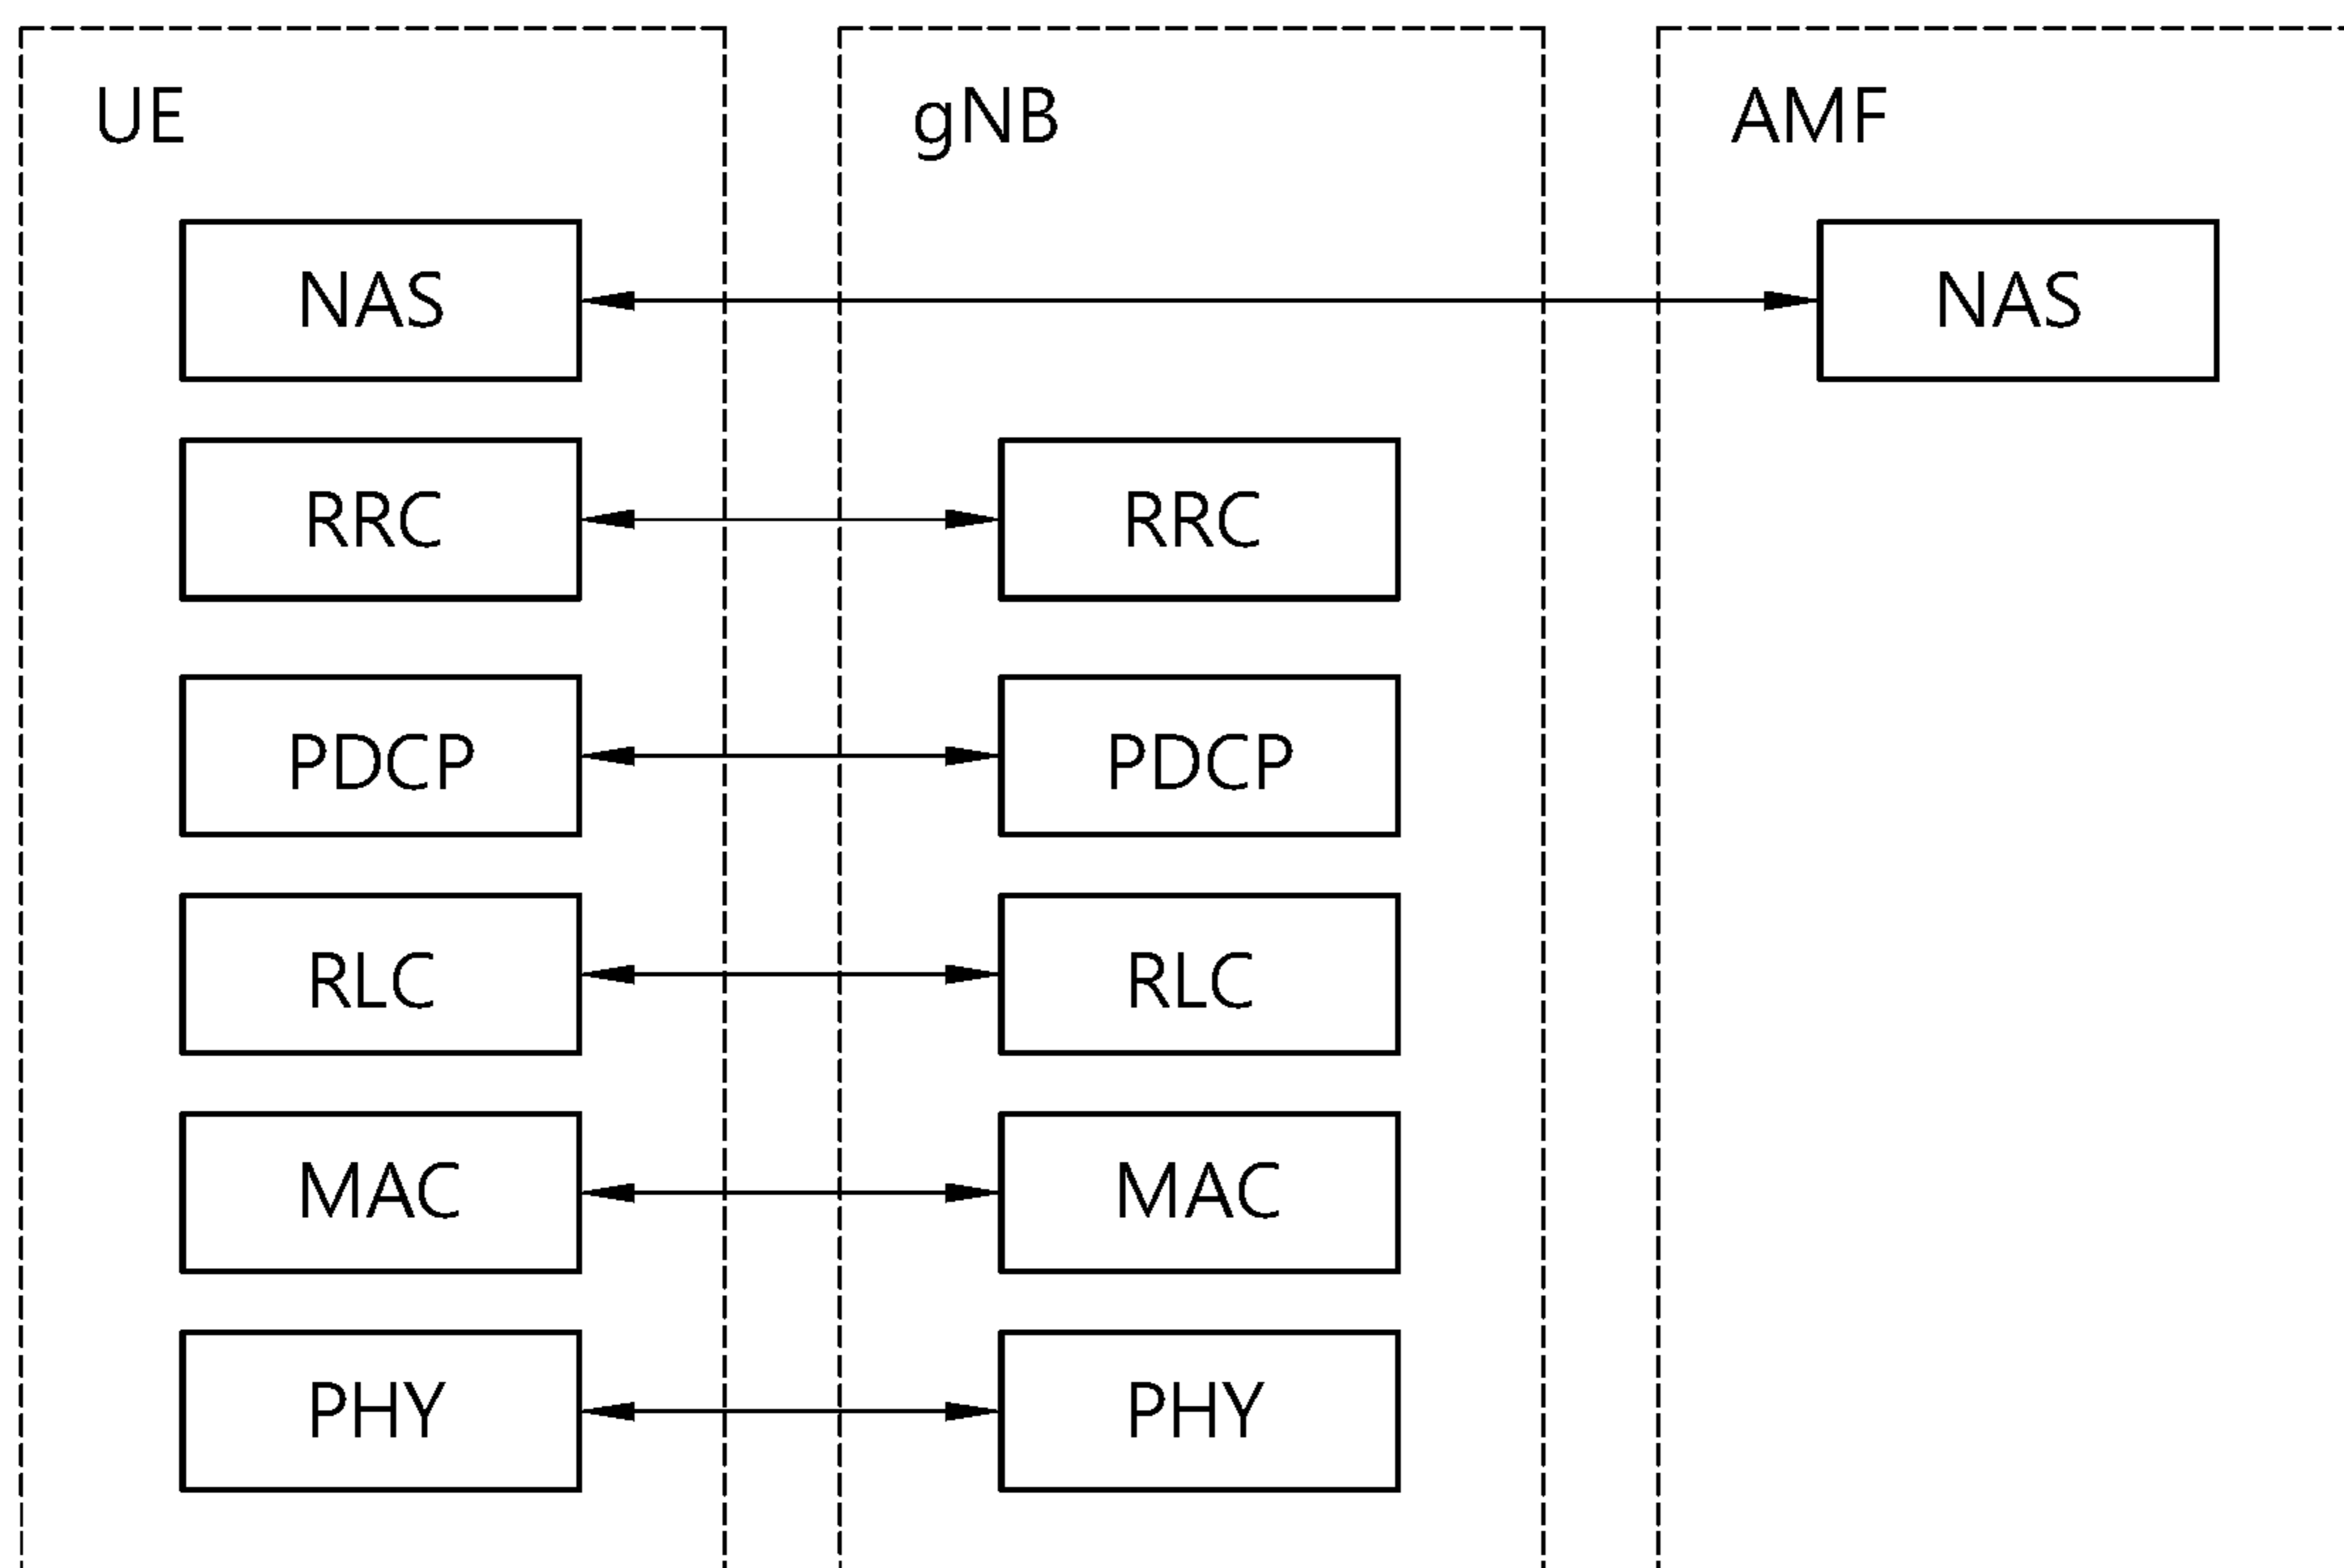 UE
gNB
AMF
NAS
NAS
RRC
RRC
PDCP
PDCP
RLC
RLC
MAC
MAC
PHY
PHY